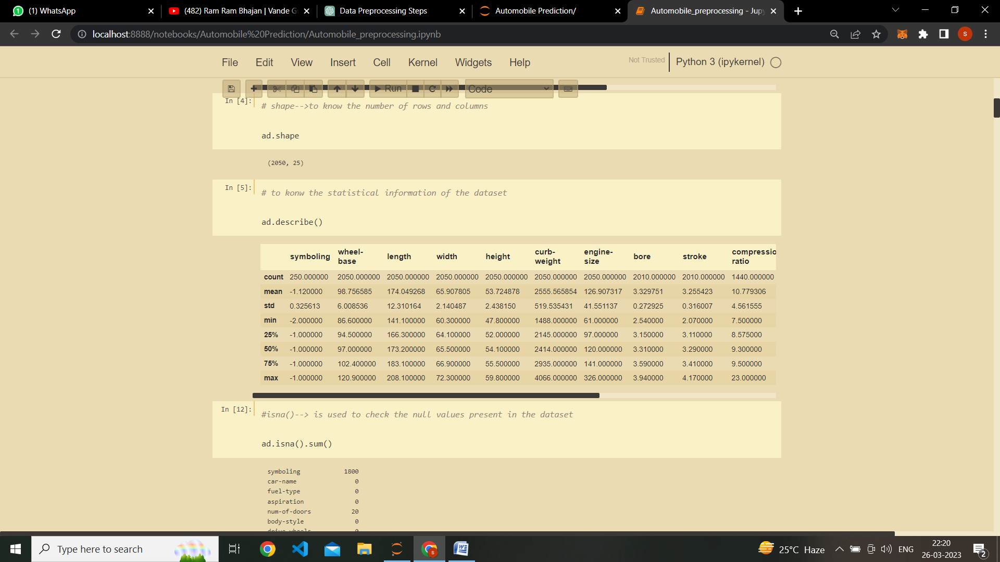 (1) WhatsApp
(482) Ram Ram Bhajan | Vande G
Data Preprocessing Steps
Automobile Prediction/
Automobile_preprocessing - Jupy
localhost:8888/notebooks/Automobile%20Prediction/Automobile_preprocessing.ipynb
S
File Edit View Insert Cell Kernel Widgets Help
Not Trusted
Python 3 (ipykernel)
Run
Code
In [4]:
# shape-->to know the number of rows and columns
ad.shape
(2050, 25)
In [5]:
# to konw the statistical information of the dataset
ad.describe()
symboling wheel-base length width height curb-weight engine-size bore stroke compressio ratio
count 250.000000 2050.000000 2050.000000 2050.000000 2050.000000 2050.000000 2050.000000 2010.000000 2010.000000 1440.000000
mean -1.120000 98.756585 174.049268 65.907805 53.724878 2555.565854 126.907317 3.329751 3.255423 10.779306
std 0.325613 6.008536 12.310164 2.140487 2.438150 519.535431 41.551137 0.272925 0.316007 4.561555
min -2.000000 86.600000 141.100000 60.300000 47.800000 1488.000000 61.000000 2.540000 2.070000 7.500000
25% -1.000000 94.500000 166.300000 64.100000 52.000000 2145.000000 97.000000 3.150000 3.110000 8.575000
50% -1.000000 97.000000 173.200000 65.500000 54.100000 2414.000000 120.000000 3.310000 3.290000 9.300000
75% -1.000000 102.400000 183.100000 66.900000 55.500000 2935.000000 141.000000 3.590000 3.410000 9.500000
max -1.000000 120.900000 208.100000 72.300000 59.800000 4066.000000 326.000000 3.940000 4.170000 23.000000
In [12]:
#isna()--> is used to check the null values present in the dataset
ad.isna().sum()
symboling 1800
car-name 0
fuel-type 0
aspiration 0
num-of-doors 20
body-style 0
drive-wheels 0
Type here to search
25°C Haze
ENG
22:20
26-03-2023
2